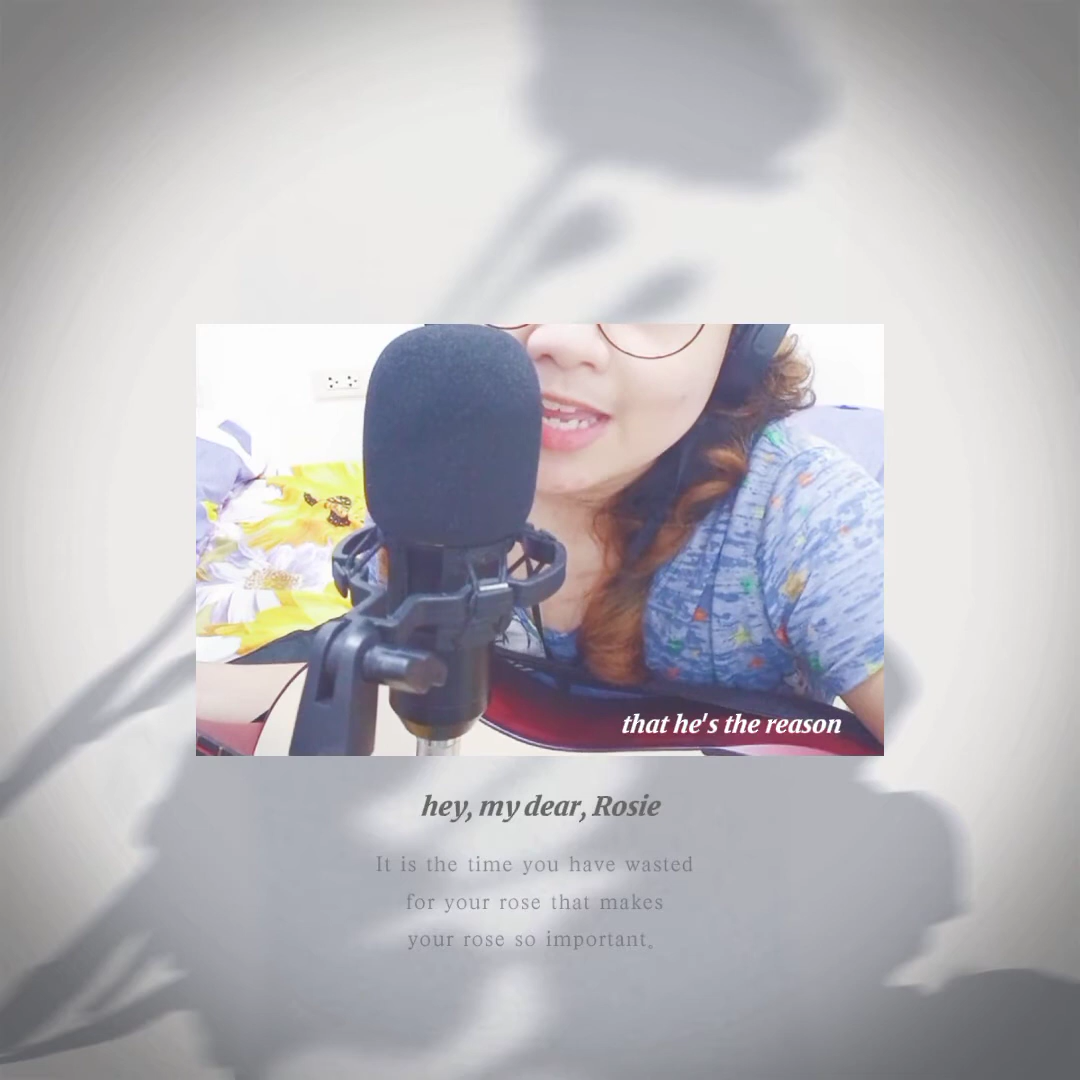 that he's the reason
hey, my dear, Rosie
It is the time you have wasted
for your rose that makes
your rose so important。